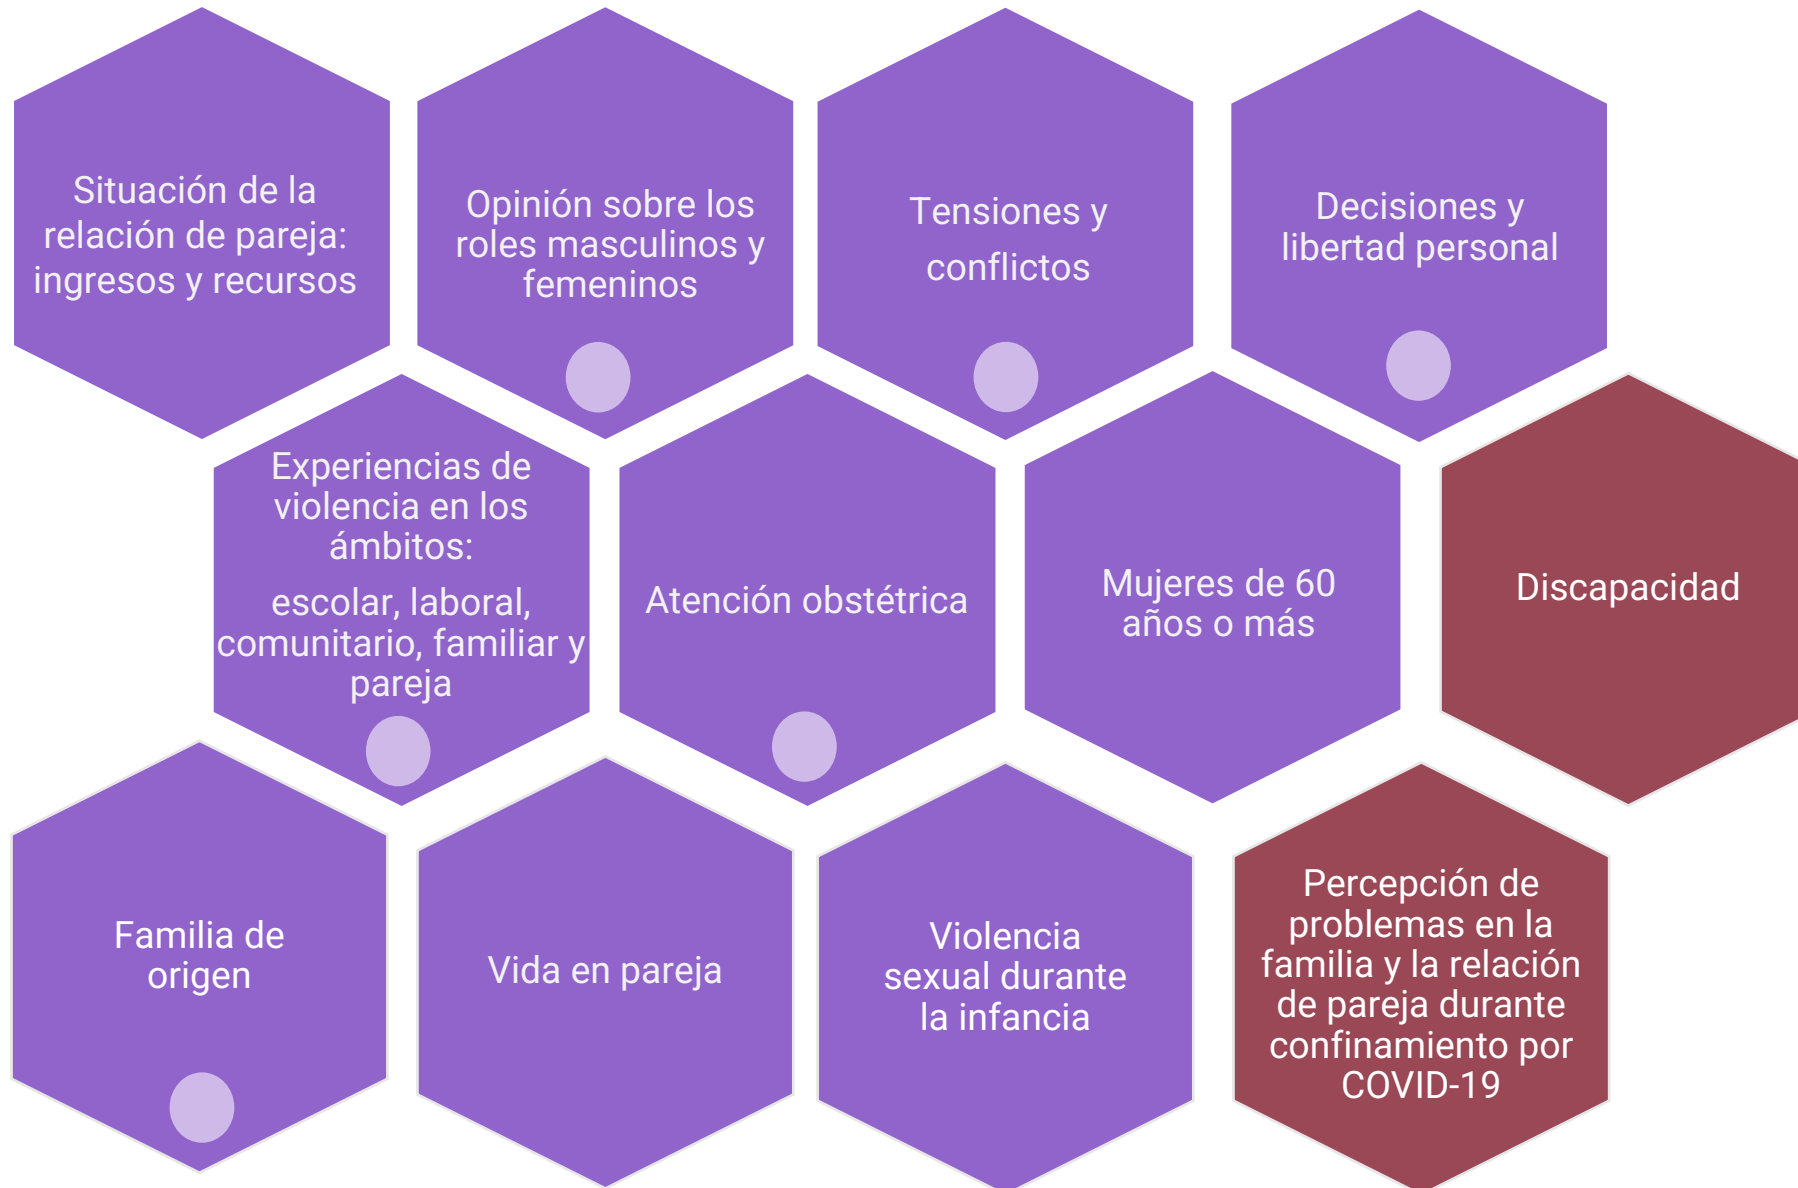 Situación de la
relación de pareja:
ingresos y recursos
Opinión sobre los
roles masculinos y
femeninos
Tensiones y
conflictos
Decisiones y
libertad personal
Experiencias de
violencia en los
ámbitos:
escolar, laboral,
comunitario, familiar y
pareja
Atención obstétrica
Mujeres de 60
años o más
Discapacidad
Familia de
origen
Vida en pareja
Violencia
sexual durante
la infancia
Percepción de
problemas en la
familia y la relación
de pareja durante
confinamiento por
COVID-19